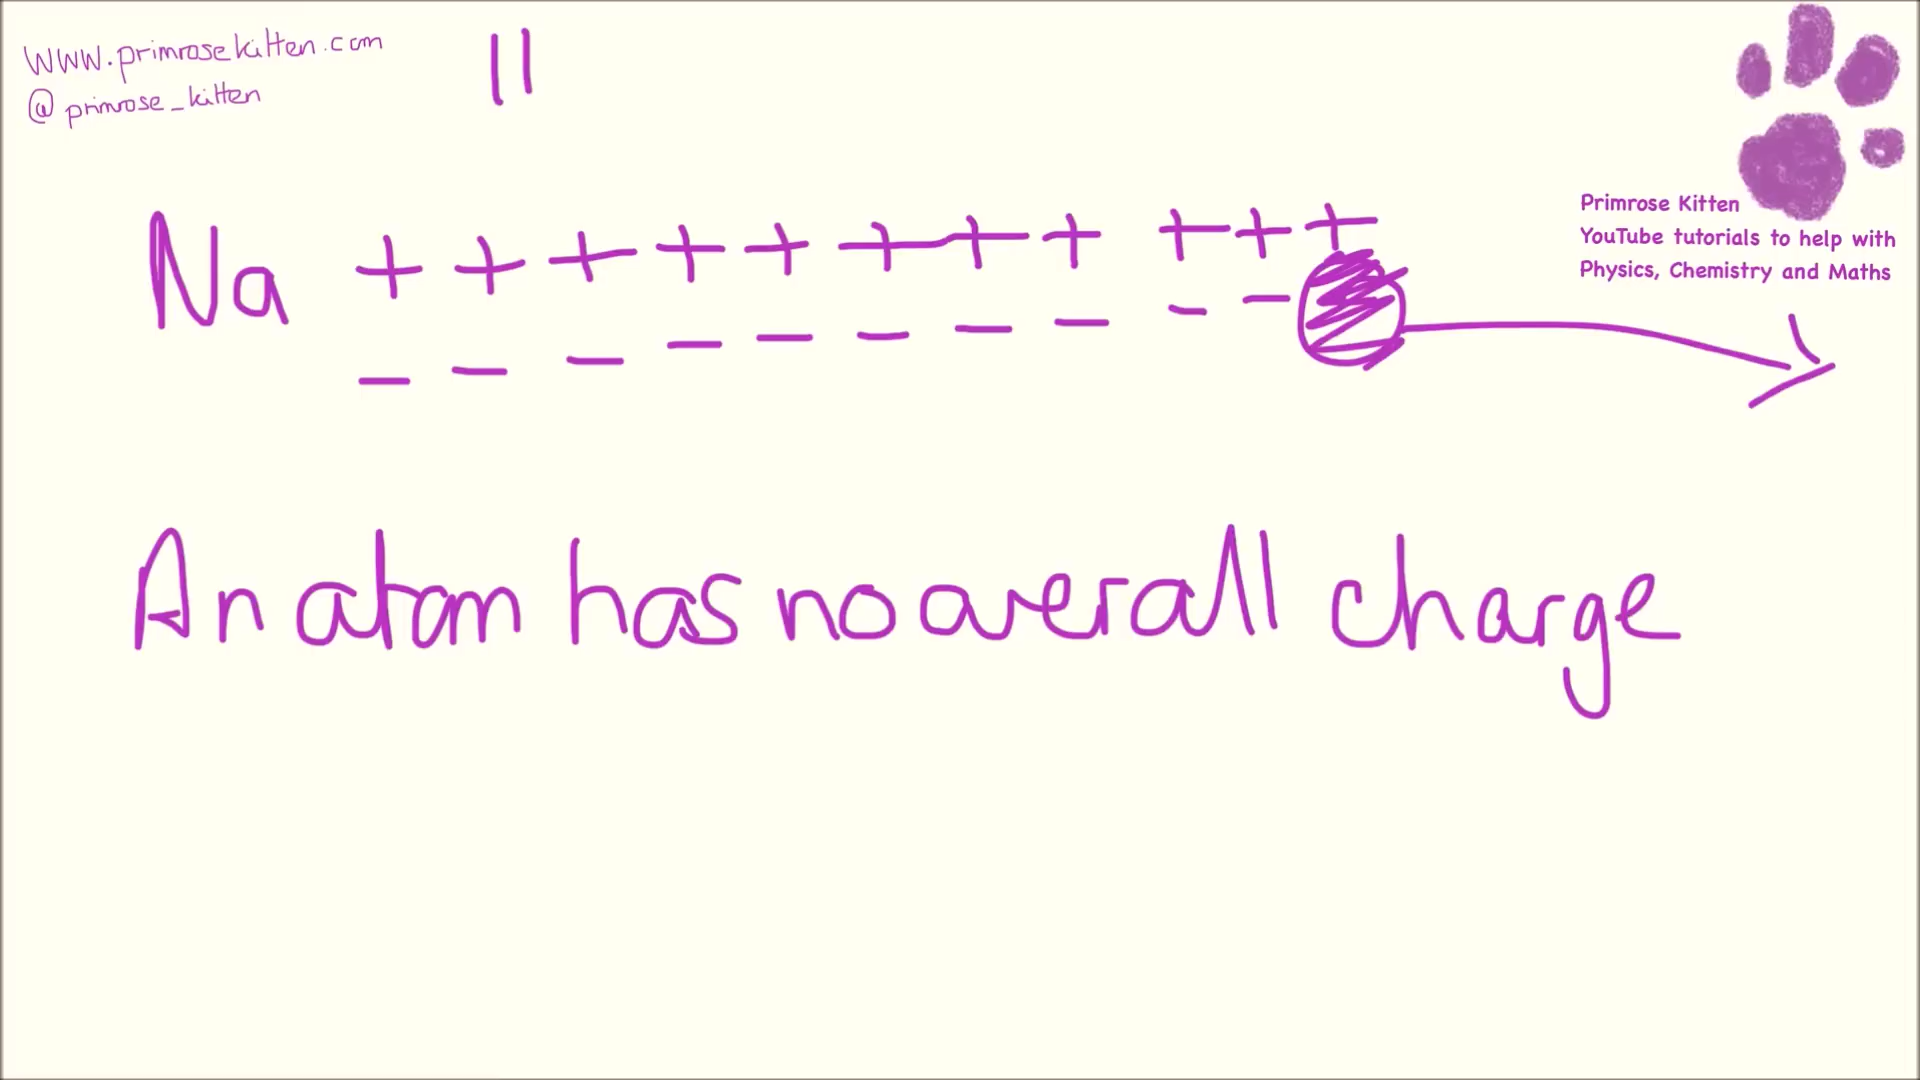 www.primrosekitten.com
@primrose_kitten
11
Primrose Kitten
YouTube tutorials to help with
Physics, Chemistry and Maths
Na + + + + + + + + + + +
- - - - - - - - - -
An atom has no overall charge